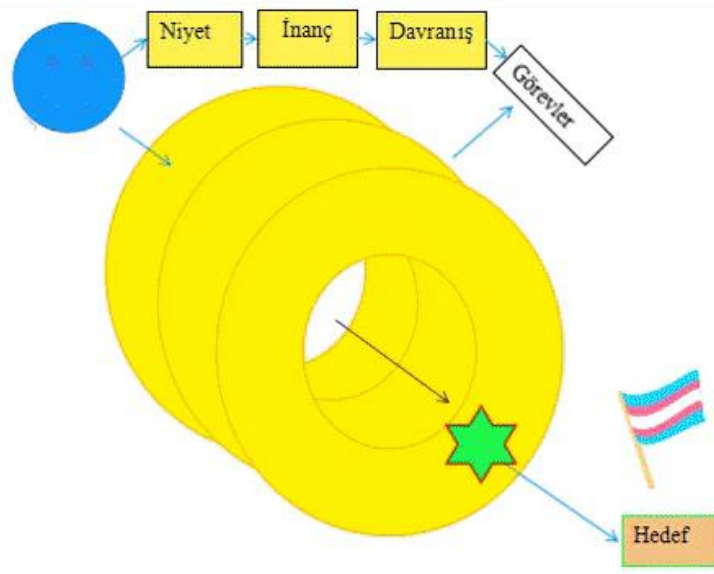 Niyet
İnanç
Davranış
Görevler
Hedef